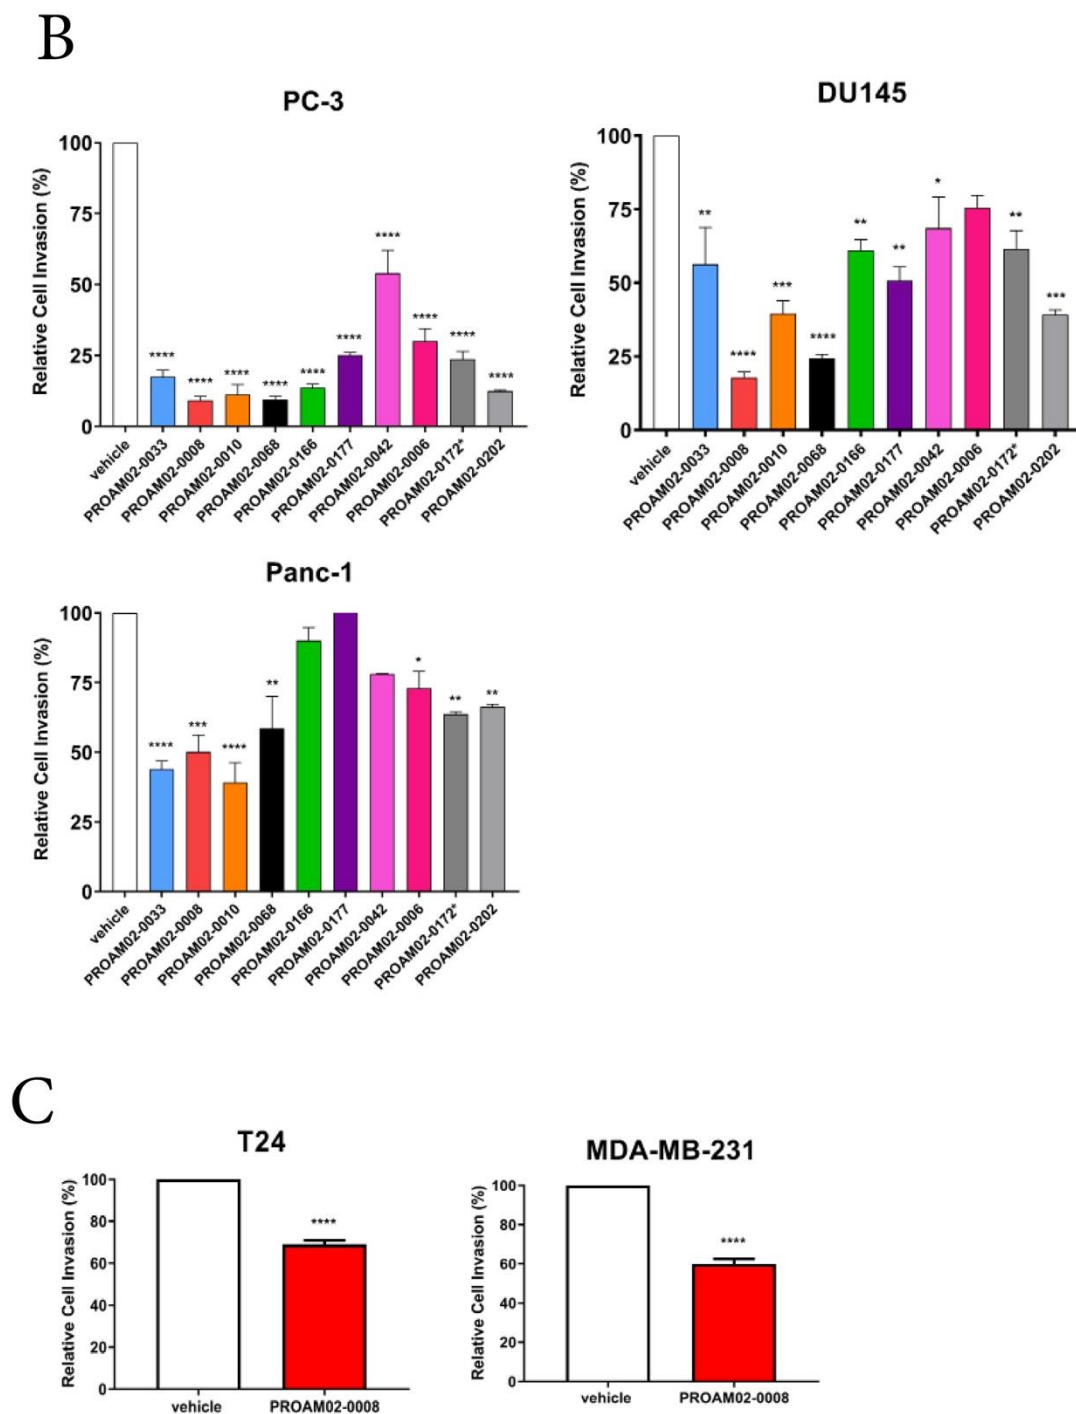 B
PC-3
Relative Cell Invasion (%)
100
75
50
25
0
****
****
****
****
****
****
****
****
****
****
vehicle
PROAM02-0033
PROAM02-0008
PROAM02-0010
PROAM02-0068
PROAM02-0166
PROAM02-0177
PROAM02-0042
PROAM02-0006
PROAM02-0172*
PROAM02-0202
DU145
Relative Cell Invasion (%)
100
75
50
25
0
**
****
***
****
**
**
*
**
***
vehicle
PROAM02-0033
PROAM02-0008
PROAM02-0010
PROAM02-0068
PROAM02-0166
PROAM02-0177
PROAM02-0042
PROAM02-0006
PROAM02-0172*
PROAM02-0202
Panc-1
Relative Cell Invasion (%)
100
75
50
25
0
****
***
****
**
*
**
**
vehicle
PROAM02-0033
PROAM02-0008
PROAM02-0010
PROAM02-0068
PROAM02-0166
PROAM02-0177
PROAM02-0042
PROAM02-0006
PROAM02-0172*
PROAM02-0202
C
T24
Relative Cell Invasion (%)
100
80
60
40
20
0
****
vehicle
PROAM02-0008
MDA-MB-231
Relative Cell Invasion (%)
100
80
60
40
20
0
****
vehicle
PROAM02-0008